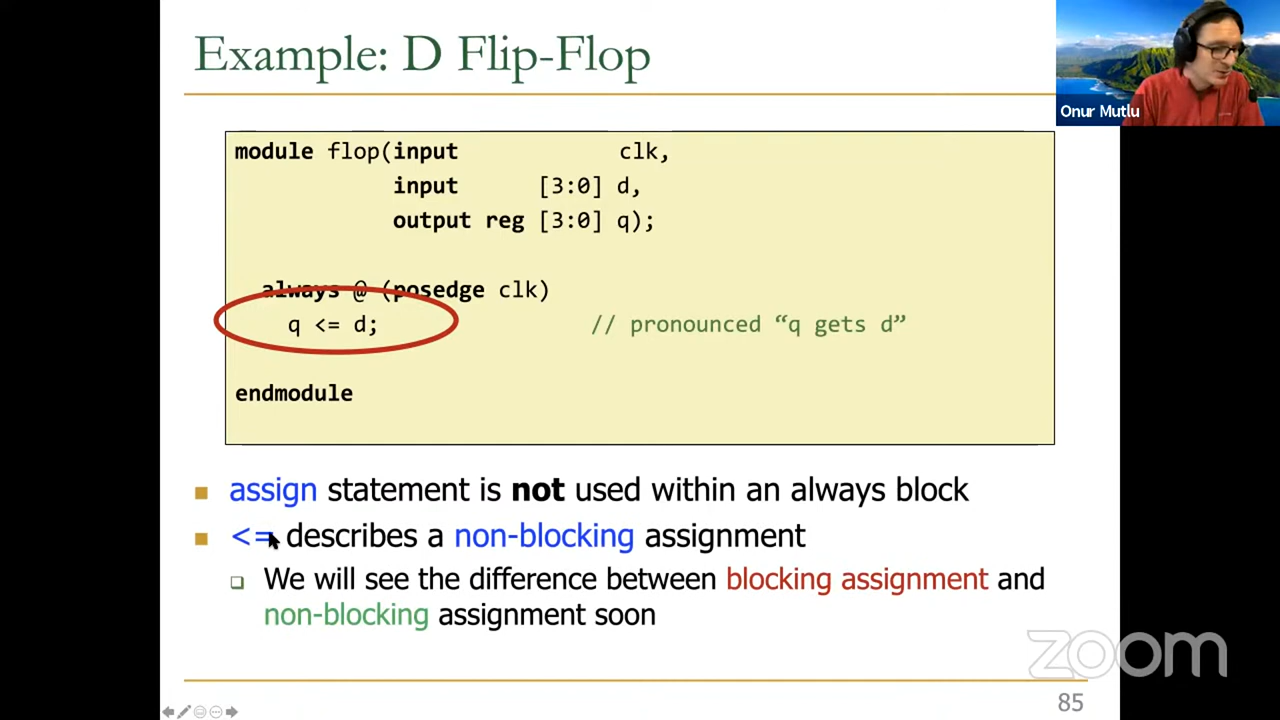 Example: D Flip-Flop
Onur Mutlu
module flop(input clk,
input [3:0] d,
output reg [3:0] q);
always @ (posedge clk)
q <= d; // pronounced “q gets d”
endmodule
assign statement is not used within an always block
<= describes a non-blocking assignment
We will see the difference between blocking assignment and
non-blocking assignment soon
zoom
85